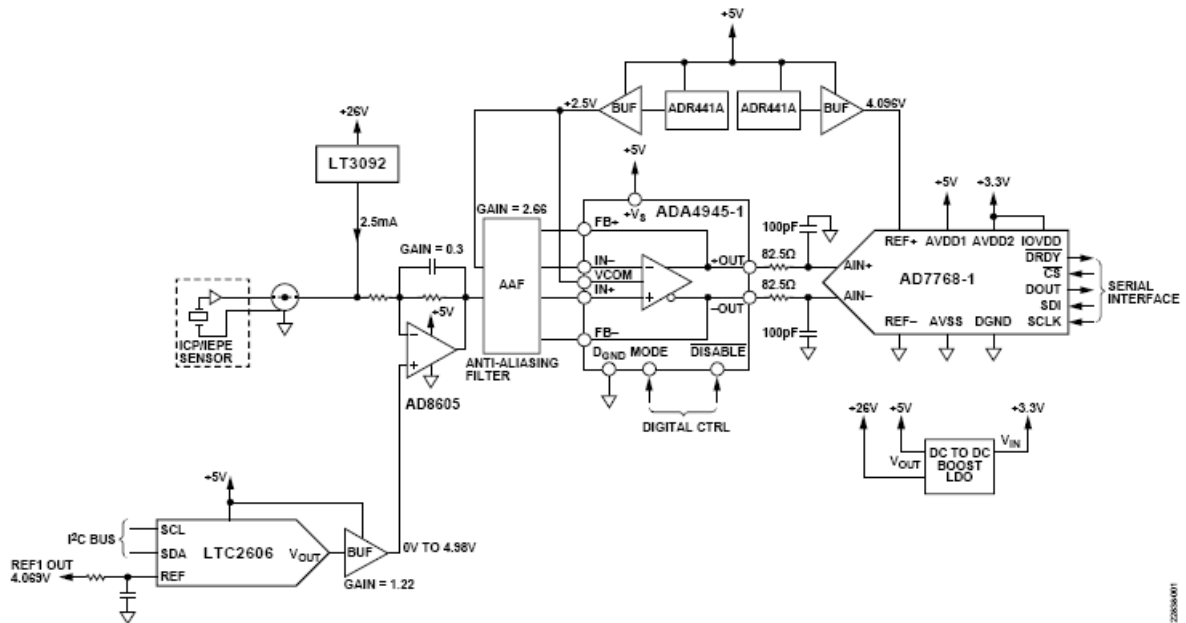 +5V
+2.5V
BUF
ADR441A
ADR441A
BUF
4.096V
+26V
LT3092
2.5mA
+5V
+VS
ADA4945-1
GAIN = 2.66
FB+
IN–
VCOM
IN+
FB–
+OUT
–OUT
DGND
MODE
DISABLE
DIGITAL CTRL
100pF
82.5Ω
82.5Ω
100pF
+5V
+3.3V
REF+
AVDD1
AVDD2
IOVDD
DRDY
CS
DOUT
SDI
SCLK
SERIAL
INTERFACE
AIN+
AD7768-1
AIN–
REF–
AVSS
DGND
GAIN = 0.3
+5V
AAF
ANTI-ALIASING
FILTER
AD8605
ICP/IEPE
SENSOR
+26V
+5V
+3.3V
VIN
VOUT
DC TO DC
BOOST
LDO
+5V
I2C BUS
SCL
SDA
REF
LTC2606
VOUT
BUF
0V TO 4.98V
GAIN = 1.22
REF1 OUT
4.069V
22838-001